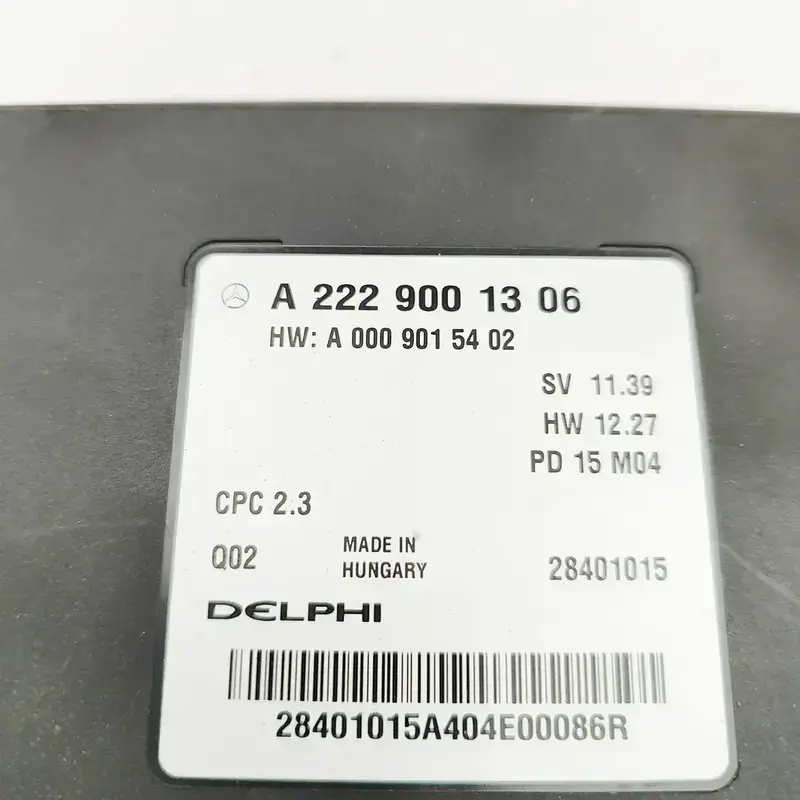 A 222 900 13 06
HW: A 000 901 54 02
SV 11.39
HW 12.27
PD 15 M04
CPC 2.3
Q02
MADE IN
HUNGARY
28401015
DELPHI
28401015A404E00086R